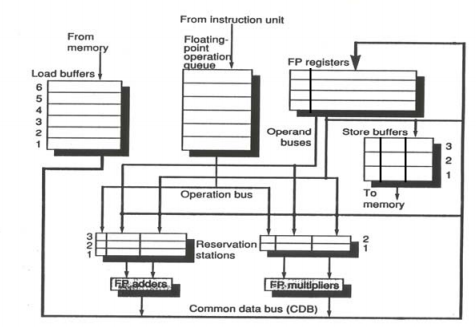 From instruction unit
From
memory
Floating-
point
operation
queue
FP registers
Load buffers
6
5
4
3
2
1
Operand
buses
Store buffers
3
2
1
To
memory
Operation bus
3
2
1
Reservation
stations
2
1
FP adders
FP multipliers
Common data bus (CDB)